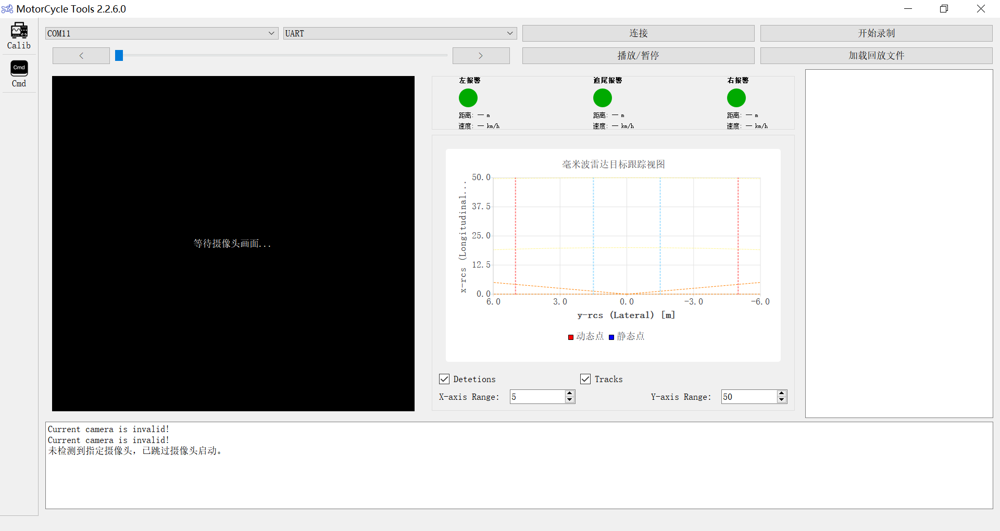 MotorCycle Tools 2.2.6.0
Calib
Cmd
Cmd
COM11
UART
连接
开始录制
<
>
播放/暂停
加载回放文件
等待摄像头画面...
左报警
距离: — m
速度: — km/h
追尾报警
距离: — m
速度: — km/h
右报警
距离: — m
速度: — km/h
毫米波雷达目标跟踪视图
x-rcs (Longitudinal...
50.0
37.5
25.0
12.5
0.0
6.0 3.0 0.0 -3.0 -6.0
y-rcs (Lateral) [m]
动态点 静态点
Detetions
Tracks
X-axis Range: 5
Y-axis Range: 50
Current camera is invalid!
Current camera is invalid!
未检测到指定摄像头，已跳过摄像头启动。